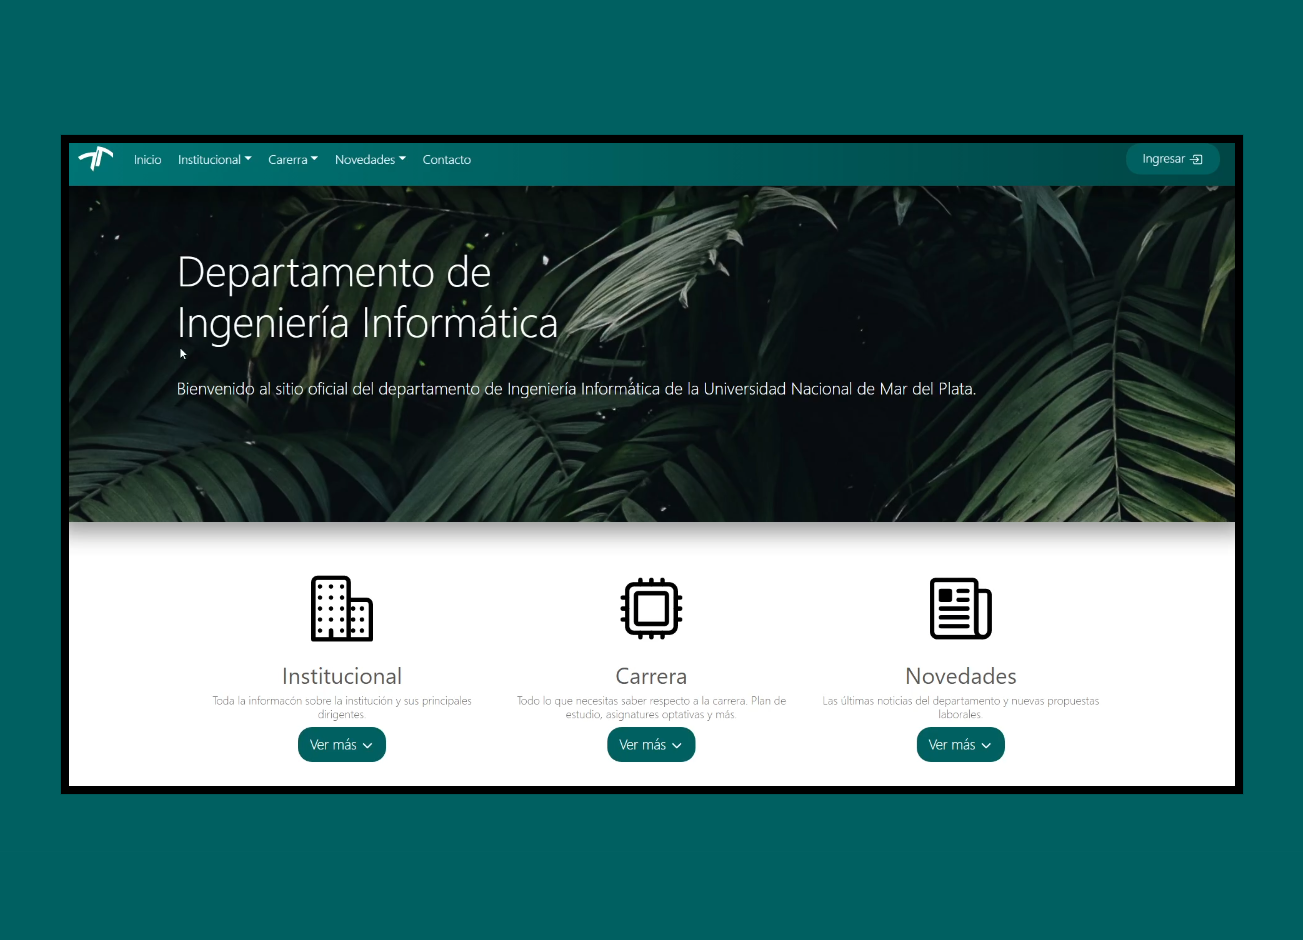 Inicio Institucional Carerra Novedades Contacto Ingresar
Departamento de
Ingeniería Informática
Bienvenido al sitio oficial del departamento de Ingeniería Informática de la Universidad Nacional de Mar del Plata.
Institucional Carrera Novedades
Toda la informacón sobre la institución y sus principales
dirigentes.
Todo lo que necesitas saber respecto a la carrera. Plan de
estudio, asignatures optativas y más.
Las últimas noticias del departamento y nuevas propuestas
laborales.
Ver más Ver más Ver más